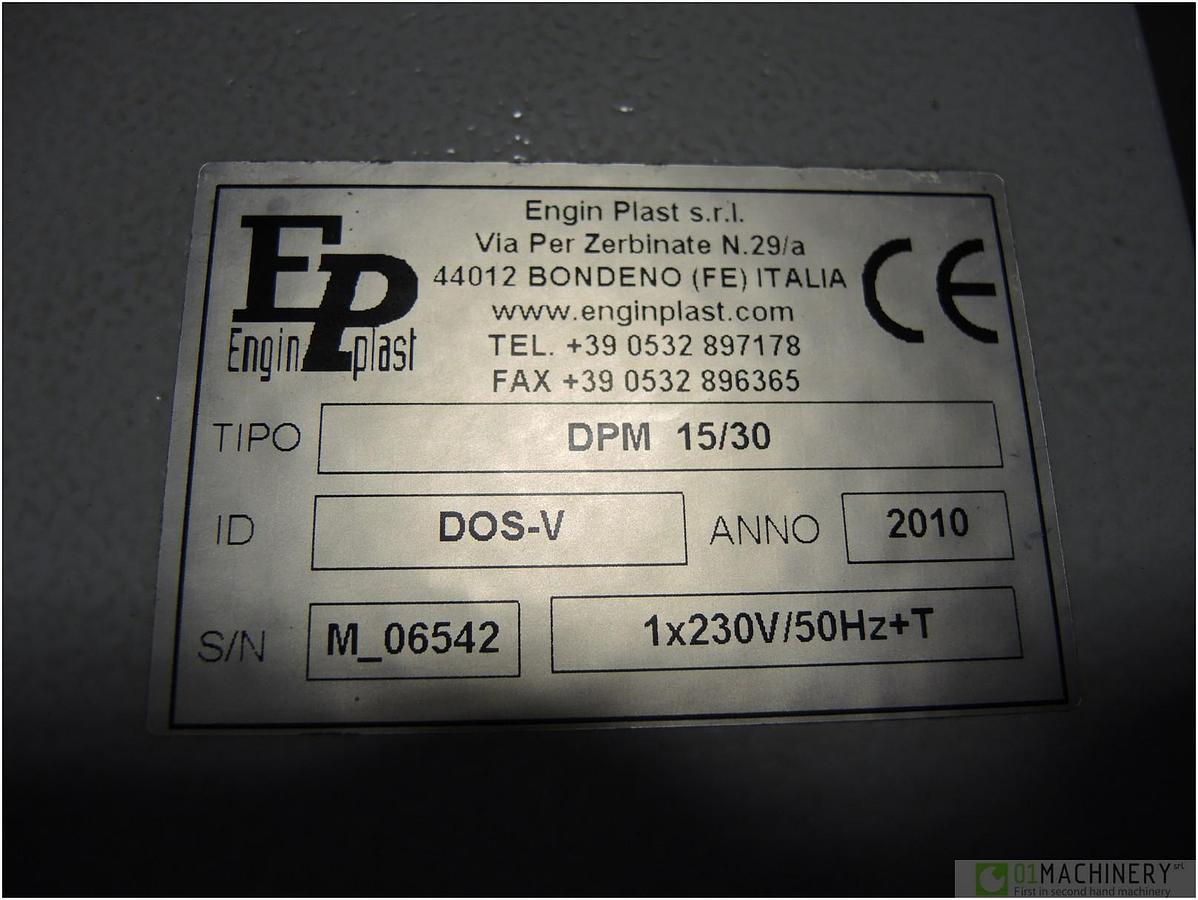 EP
Engin plast
Engin Plast s.r.l.
Via Per Zerbinate N.29/a
44012 BONDENO (FE) ITALIA
www.enginplast.com
TEL. +39 0532 897178
FAX +39 0532 896365
CE
TIPO DPM 15/30
ID DOS-V ANNO 2010
S/N M_06542 1x230V/50Hz+T
01MACHINERY srl
First in second hand machinery